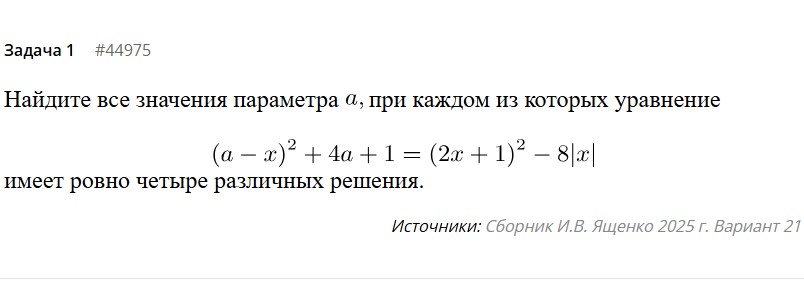 Задача 1 #44975
Найдите все значения параметра a, при каждом из которых уравнение
(a − x)² + 4a + 1 = (2x + 1)² − 8|x|
имеет ровно четыре различных решения.
Источники: Сборник И.В. Ященко 2025 г. Вариант 21